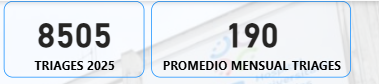 8505
TRIAGES 2025
190
PROMEDIO MENSUAL TRIAGES